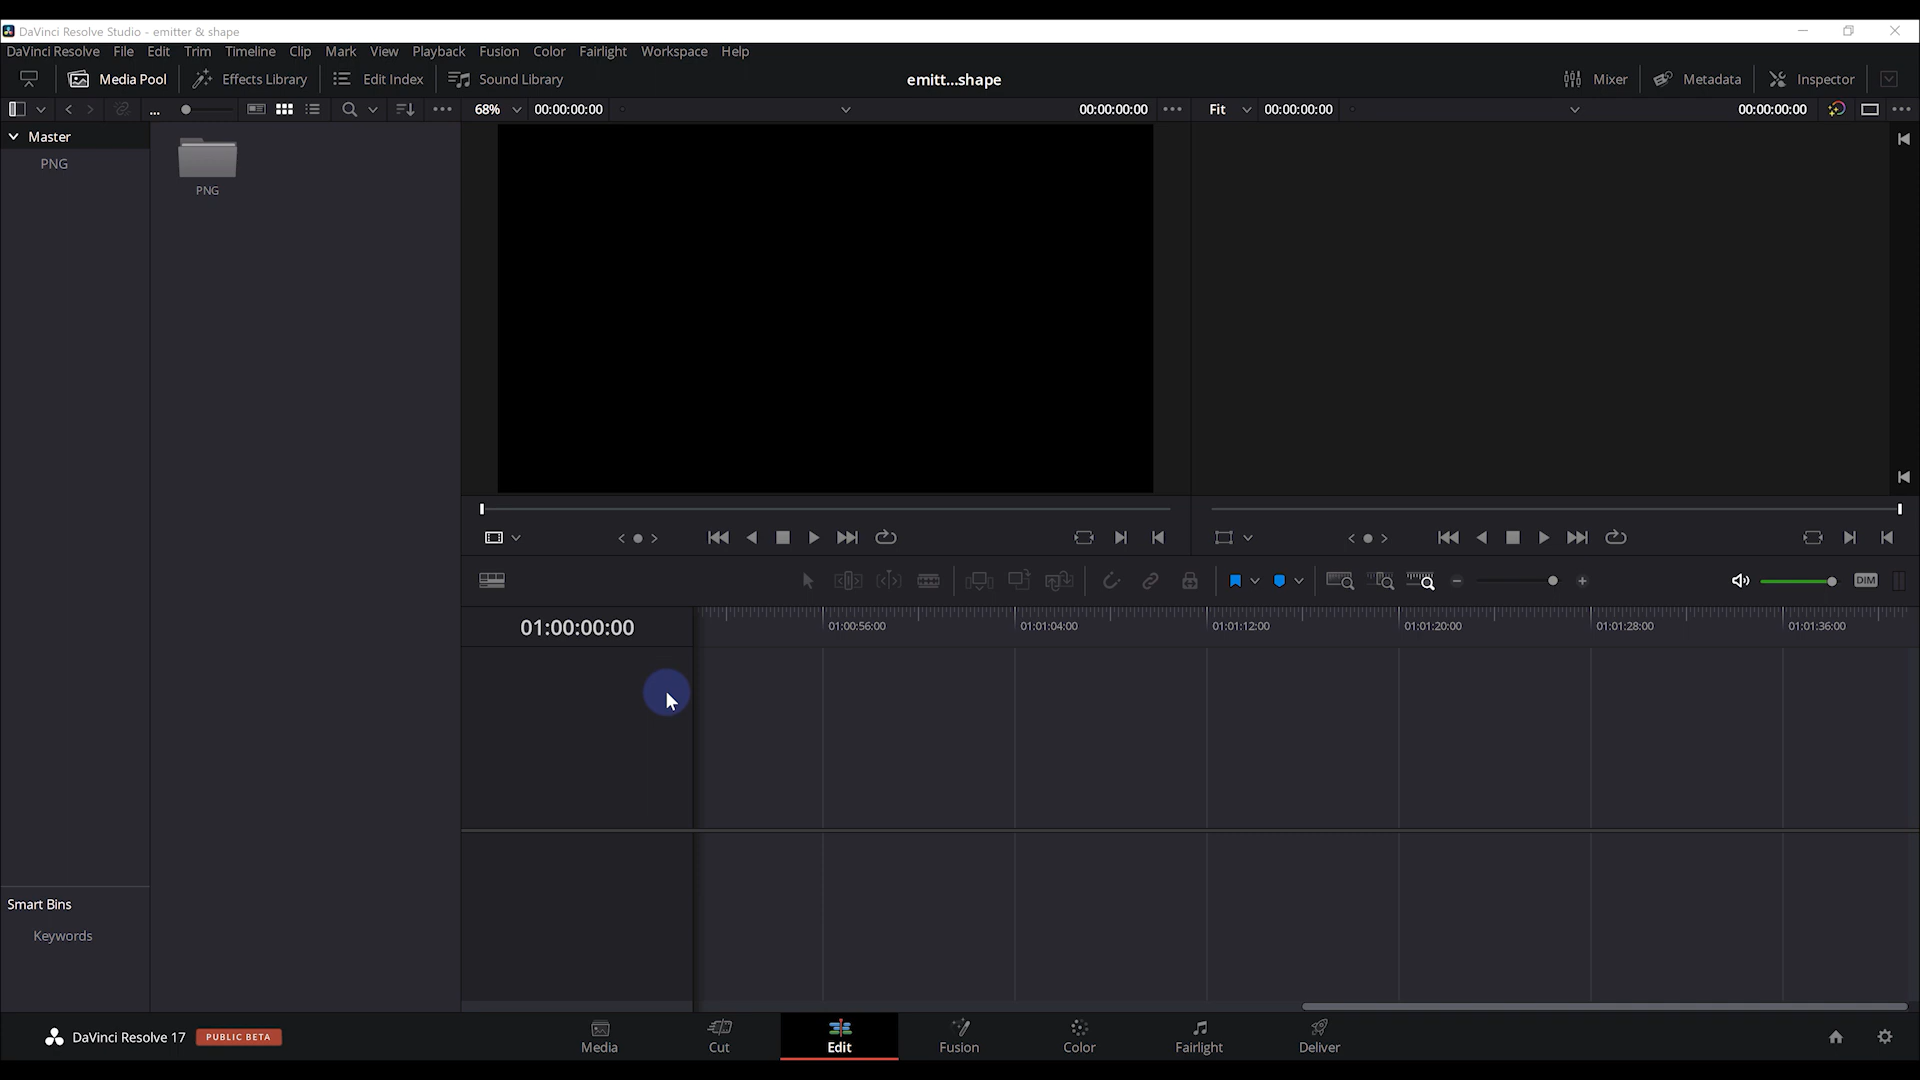 DaVinci Resolve Studio - emitter & shape
DaVinci Resolve File Edit Trim Timeline Clip Mark View Playback Fusion Color Fairlight Workspace Help
Media Pool Effects Library Edit Index Sound Library emitt...shape Mixer Metadata Inspector
... 68% 00:00:00:00 00:00:00:00 Fit 00:00:00:00 00:00:00:00
Master
PNG
PNG
DIM
01:00:00:00
01:00:56:00 01:01:04:00 01:01:12:00 01:01:20:00 01:01:28:00 01:01:36:00
Smart Bins
Keywords
DaVinci Resolve 17 PUBLIC BETA
Media Cut Edit Fusion Color Fairlight Deliver